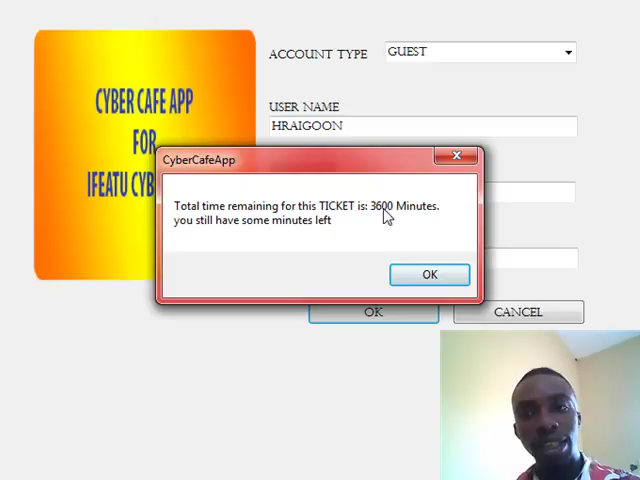 CYBER CAFE APP
FOR
IFEATU CYB
ACCOUNT TYPE
GUEST
USER NAME
HRAIGOON
CyberCafeApp
Total time remaining for this TICKET is: 3600 Minutes.
you still have some minutes left
OK
OK
CANCEL